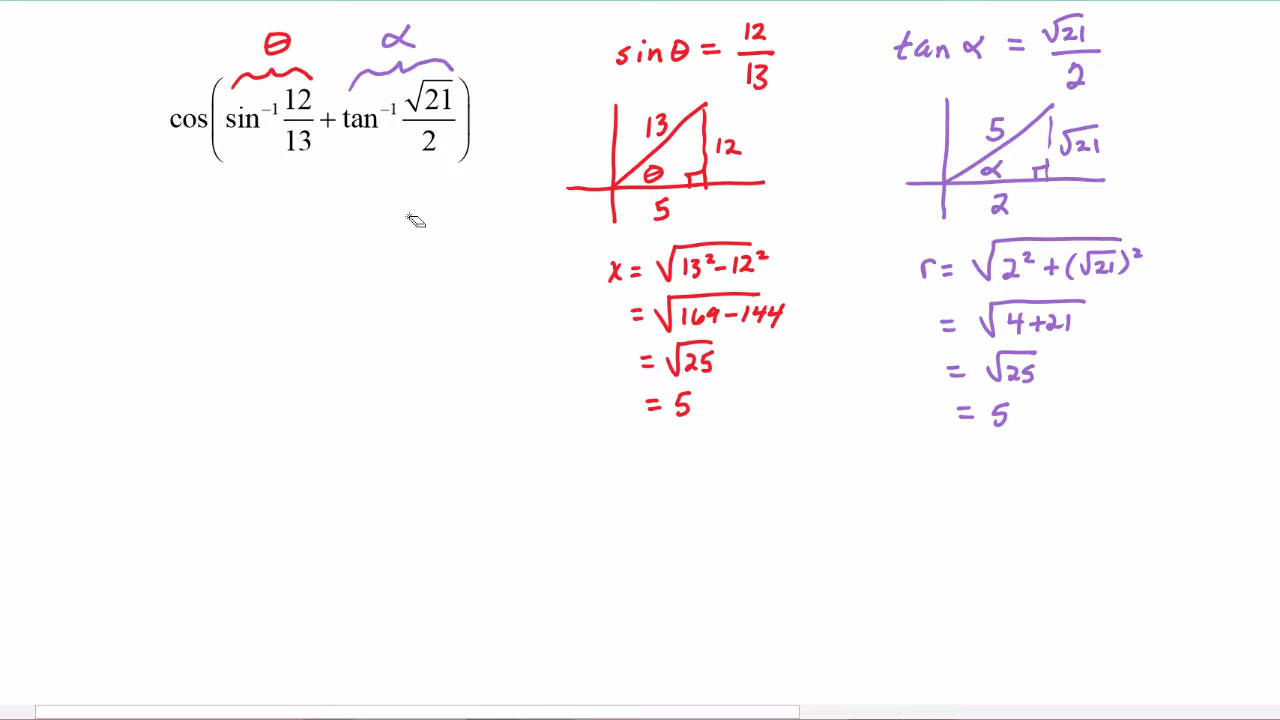 θ α
cos(sin⁻¹ 12/13 + tan⁻¹ √21/2)
sin θ = 12/13
13
12
θ
5
x = √(13² − 12²)
= √(169 − 144)
= √25
= 5
tan α = √21/2
5
√21
α
2
r = √(2² + (√21)²)
= √(4 + 21)
= √25
= 5